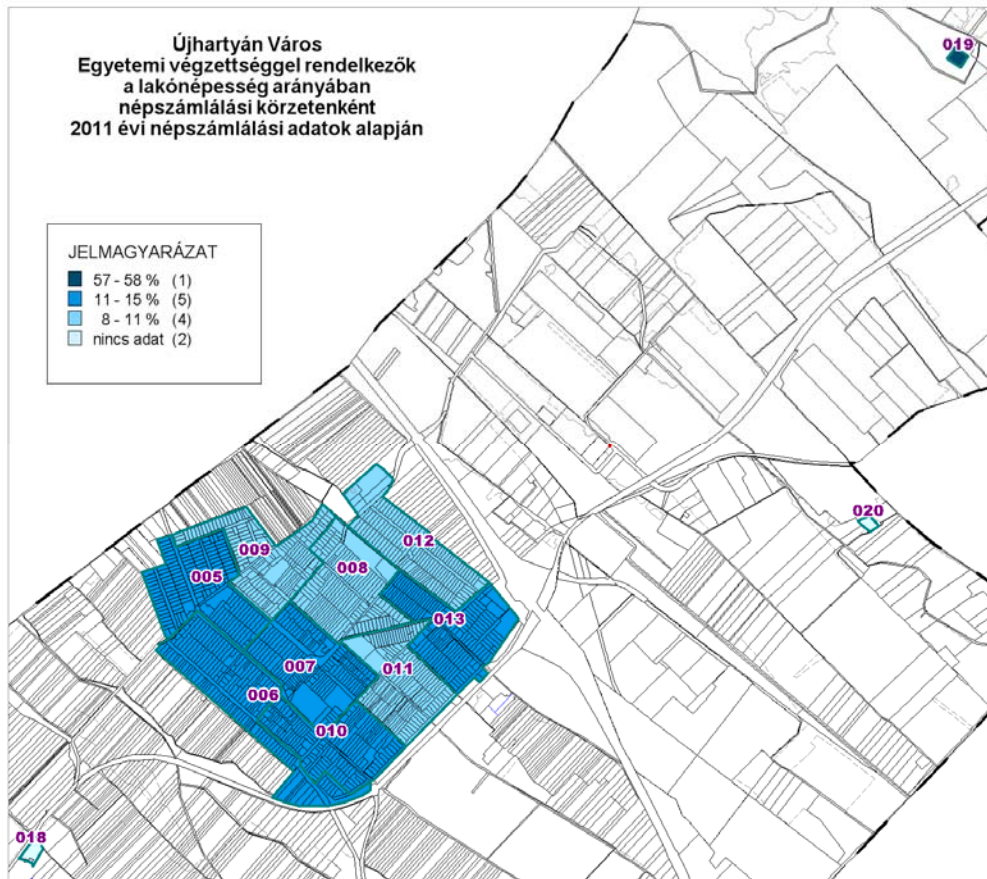 Újhartyán Város
Egyetemi végzettséggel rendelkezők
a lakónépesség arányában
népszámlálási körzetenként
2011 évi népszámlálási adatok alapján
JELMAGYARÁZAT
57 - 58 % (1)
11 - 15 % (5)
8 - 11 % (4)
nincs adat (2)
019
020
012
009
008
005
013
007
011
006
010
018